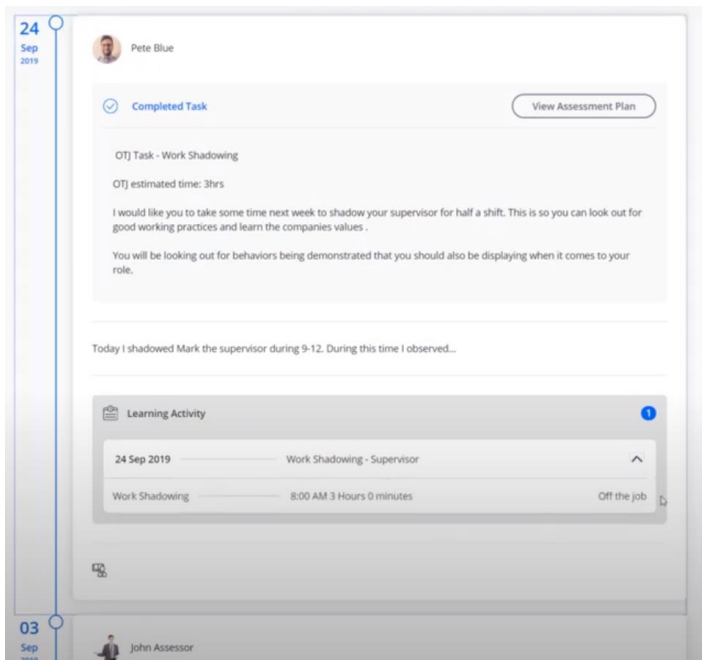 24
Sep
2019
Pete Blue
Completed Task
View Assessment Plan
OTJ Task - Work Shadowing
OTJ estimated time: 3hrs
I would like you to take some time next week to shadow your supervisor for half a shift. This is so you can look out for
good working practices and learn the companies values .
You will be looking out for behaviors being demonstrated that you should also be displaying when it comes to your
role.
Today I shadowed Mark the supervisor during 9-12. During this time I observed...
Learning Activity
1
24 Sep 2019
Work Shadowing - Supervisor
Work Shadowing
8:00 AM 3 Hours 0 minutes
Off the job
03
Sep
John Assessor